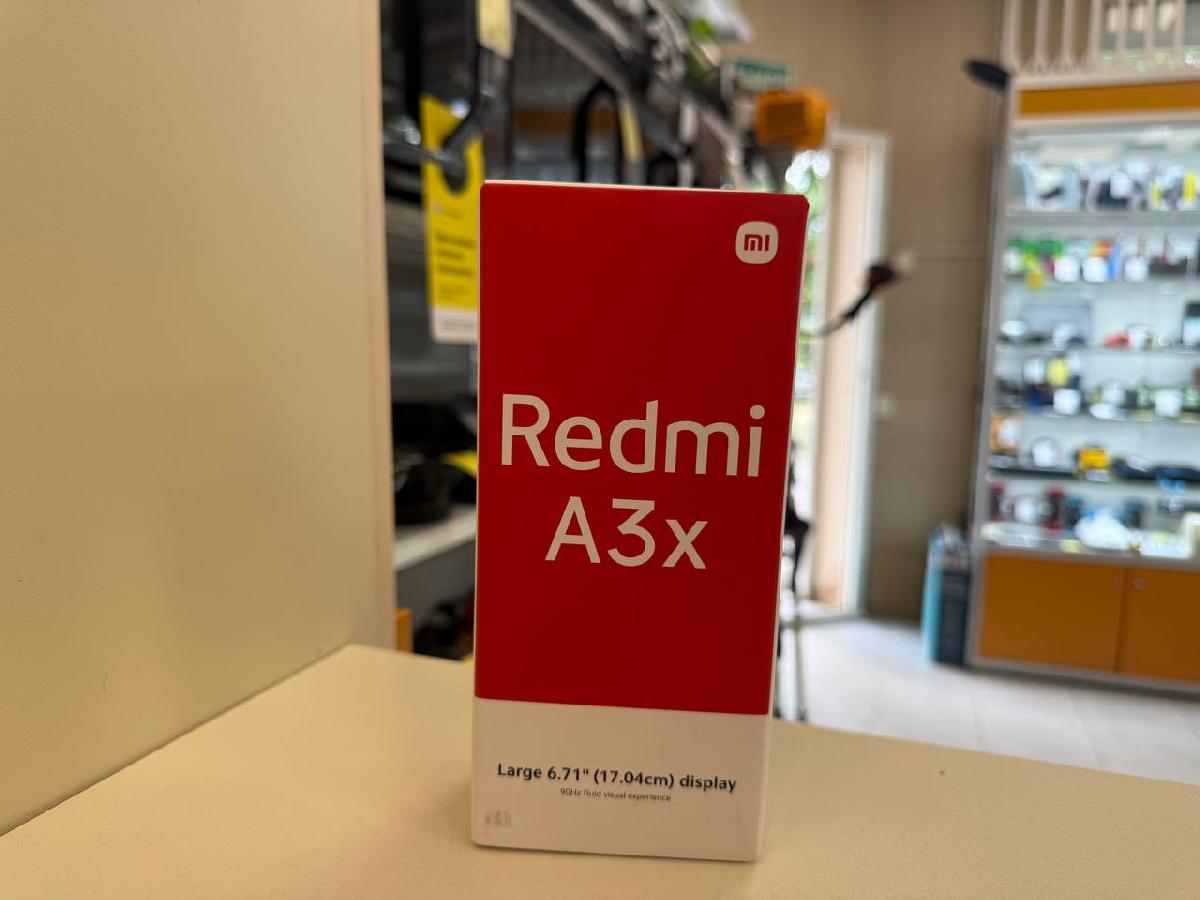 mi
Redmi
A3x
Large 6.71" (17.04cm) display
90Hz fluid visual experience